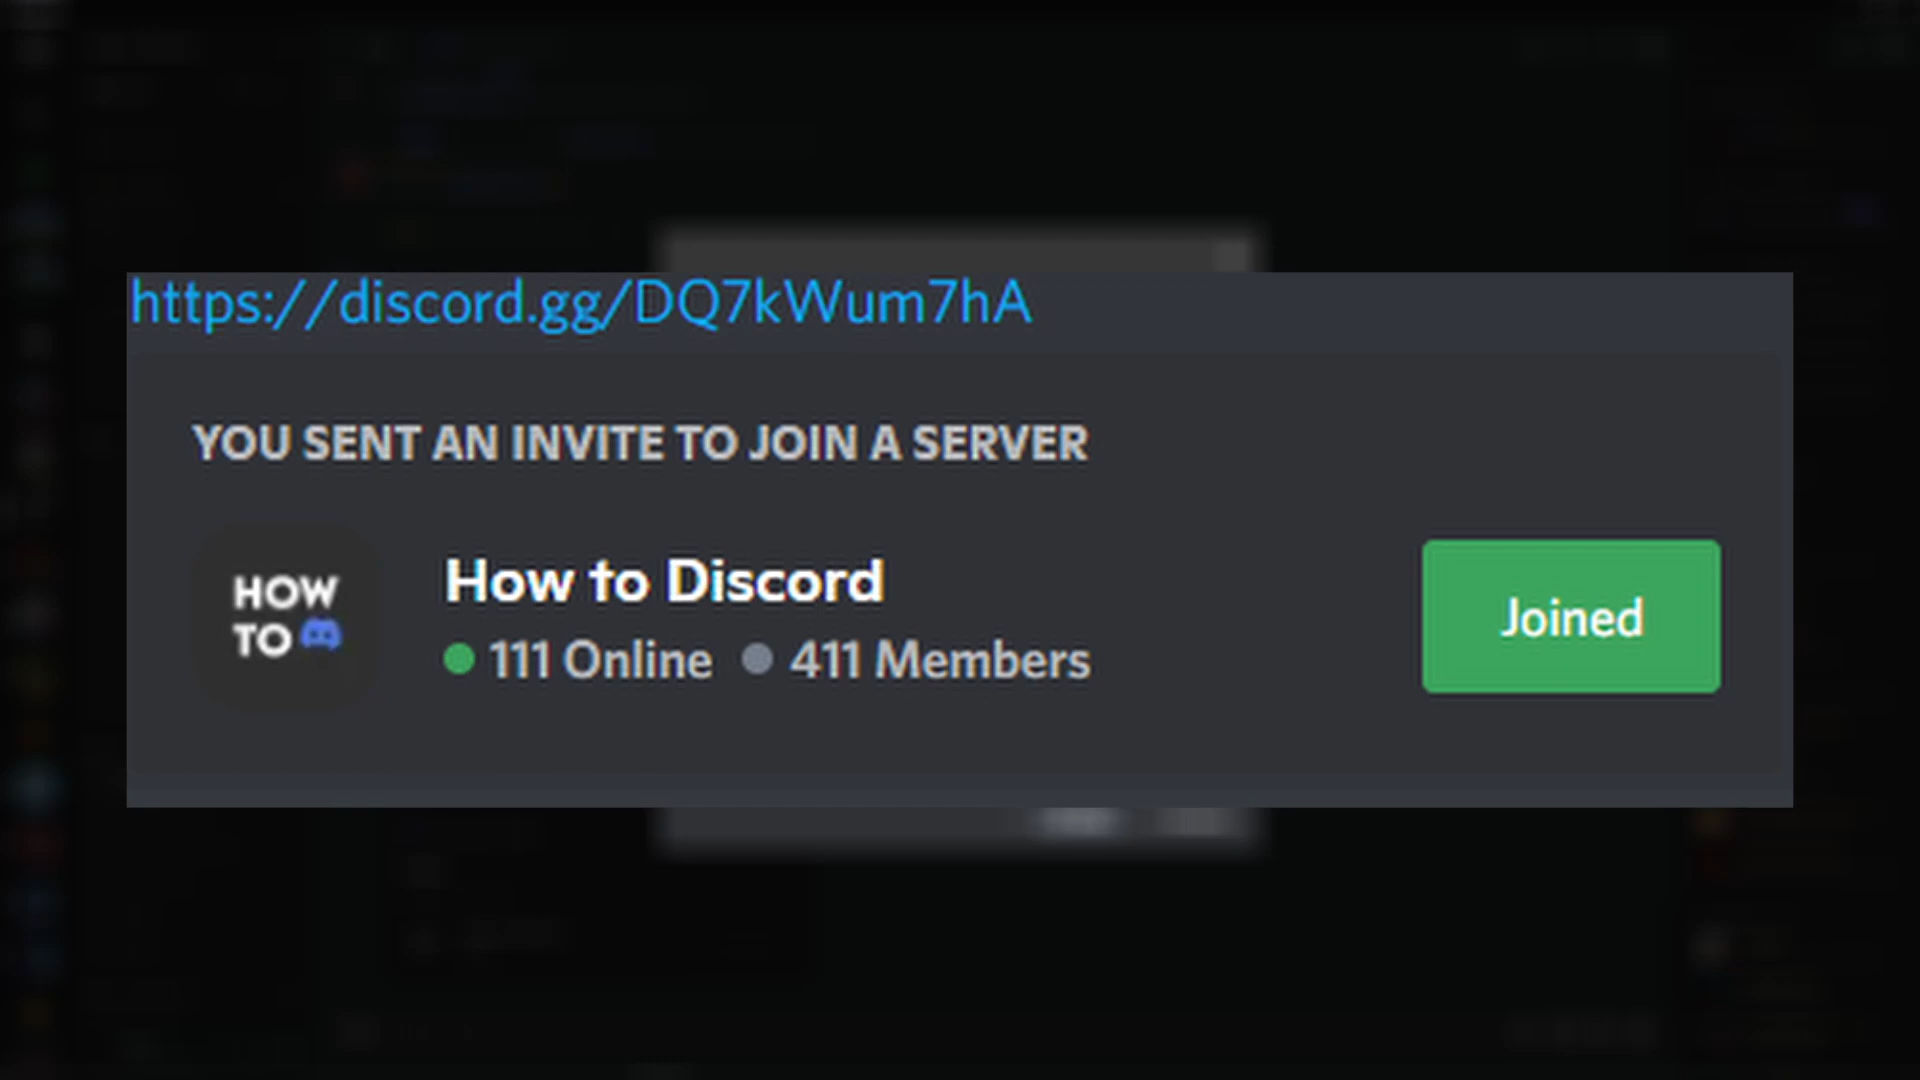 https://discord.gg/DQ7kWum7hA
YOU SENT AN INVITE TO JOIN A SERVER
HOW
TO
How to Discord
111 Online 411 Members
Joined